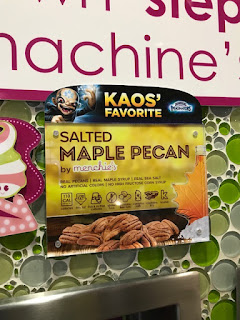 step
machine's
KAOS'
FAVORITE
SALTED
MAPLE PECAN
by menchie's
REAL PECANS | REAL MAPLE SYRUP | REAL SEA SALT
NO ARTIFICIAL COLORS | NO HIGH FRUCTOSE CORN SYRUP